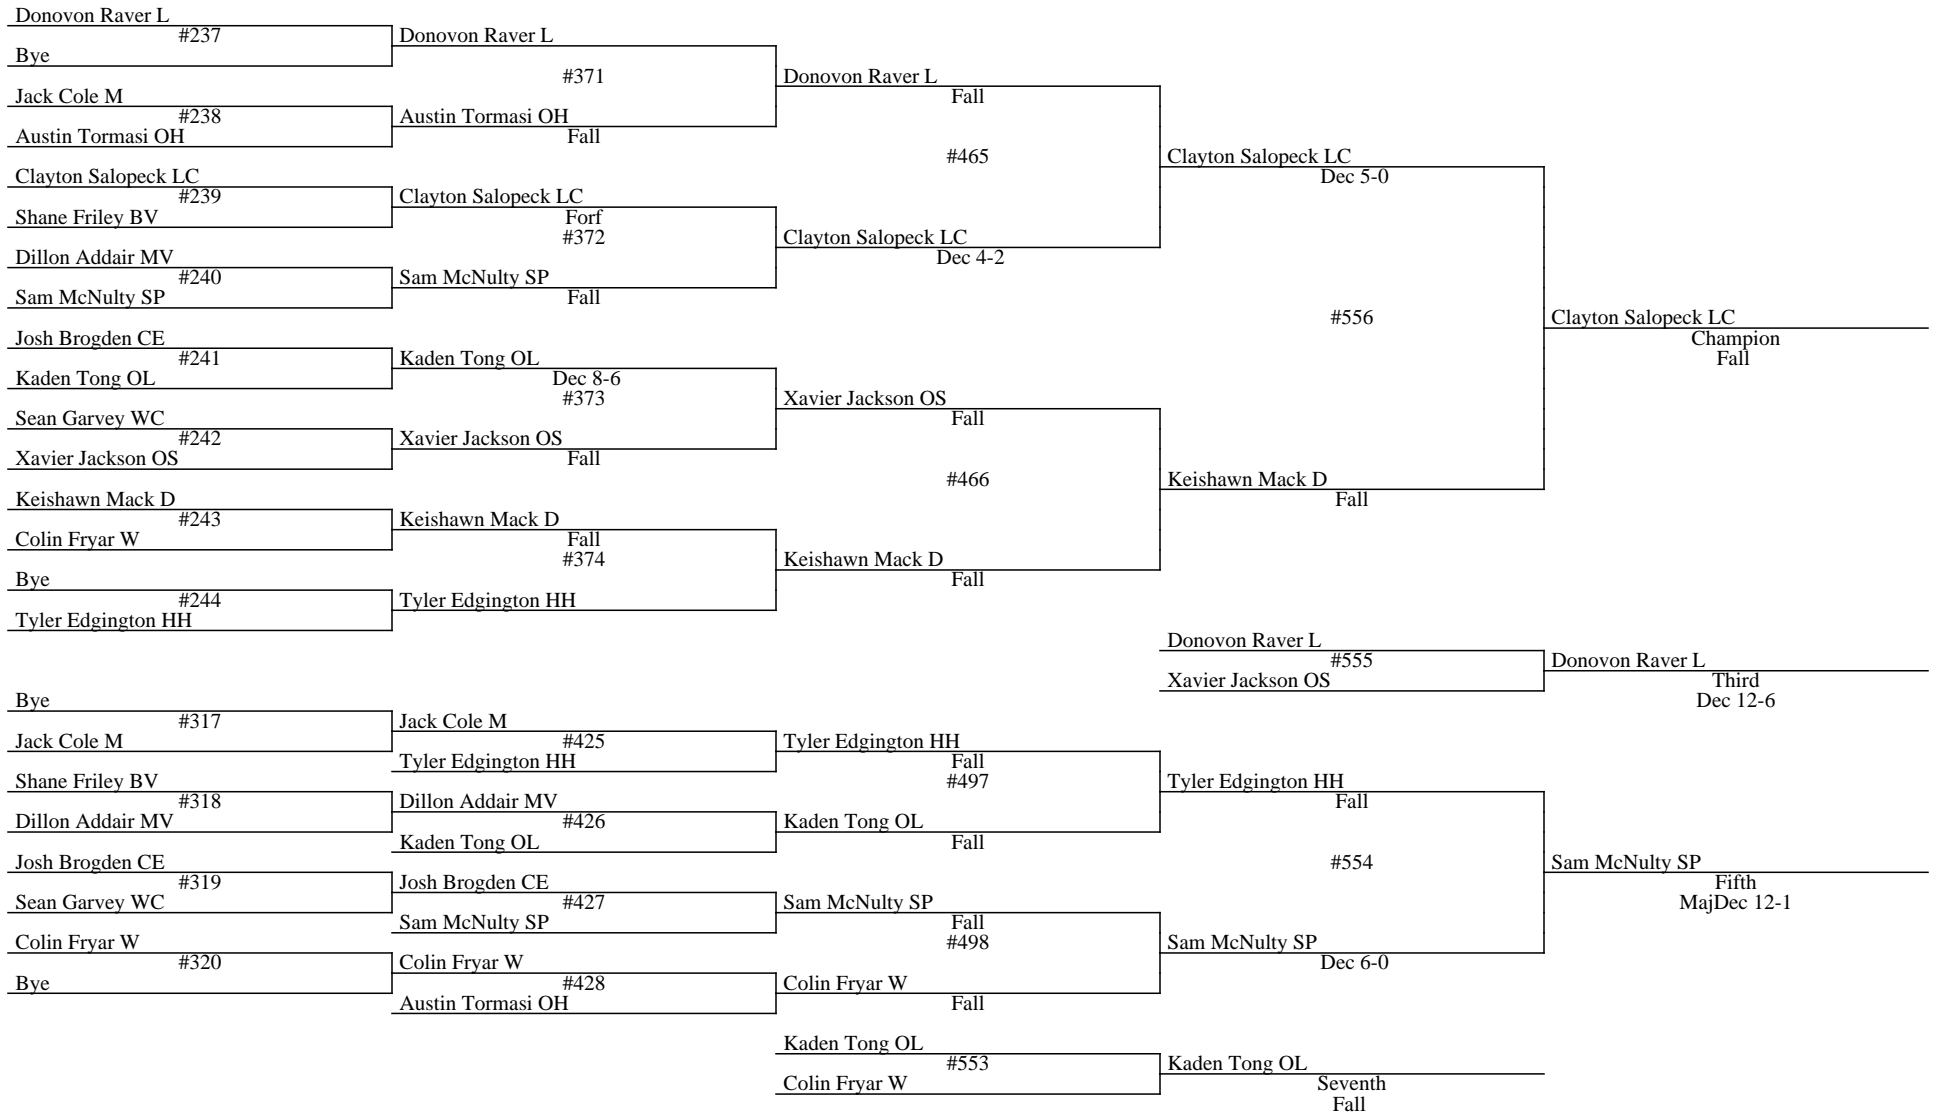 Donovon Raver L
#237
Bye
Donovon Raver L
#371
Jack Cole M
#238
Austin Tormasi OH
Austin Tormasi OH
Fall
Donovon Raver L
Fall
#465
Clayton Salopeck LC
#239
Shane Friley BV
Clayton Salopeck LC
Forf
#372
Dillon Addair MV
#240
Sam McNulty SP
Sam McNulty SP
Fall
Clayton Salopeck LC
Dec 4-2
Clayton Salopeck LC
Dec 5-0
#556
Josh Brogden CE
#241
Kaden Tong OL
Kaden Tong OL
Dec 8-6
#373
Sean Garvey WC
#242
Xavier Jackson OS
Xavier Jackson OS
Fall
Xavier Jackson OS
Fall
#466
Keishawn Mack D
#243
Colin Fryar W
Keishawn Mack D
Fall
#374
Bye
#244
Tyler Edgington HH
Tyler Edgington HH
Keishawn Mack D
Fall
Keishawn Mack D
Fall
Clayton Salopeck LC
Champion
Fall
Donovon Raver L
#555
Xavier Jackson OS
Donovon Raver L
Third
Dec 12-6
Bye
#317
Jack Cole M
Jack Cole M
#425
Tyler Edgington HH
Tyler Edgington HH
Fall
#497
Shane Friley BV
#318
Dillon Addair MV
Dillon Addair MV
#426
Kaden Tong OL
Kaden Tong OL
Fall
Tyler Edgington HH
Fall
#554
Josh Brogden CE
#319
Sean Garvey WC
Josh Brogden CE
#427
Sam McNulty SP
Sam McNulty SP
Fall
#498
Colin Fryar W
#320
Bye
Colin Fryar W
#428
Austin Tormasi OH
Colin Fryar W
Fall
Sam McNulty SP
Dec 6-0
Sam McNulty SP
Fifth
MajDec 12-1
Kaden Tong OL
#553
Colin Fryar W
Kaden Tong OL
Seventh
Fall